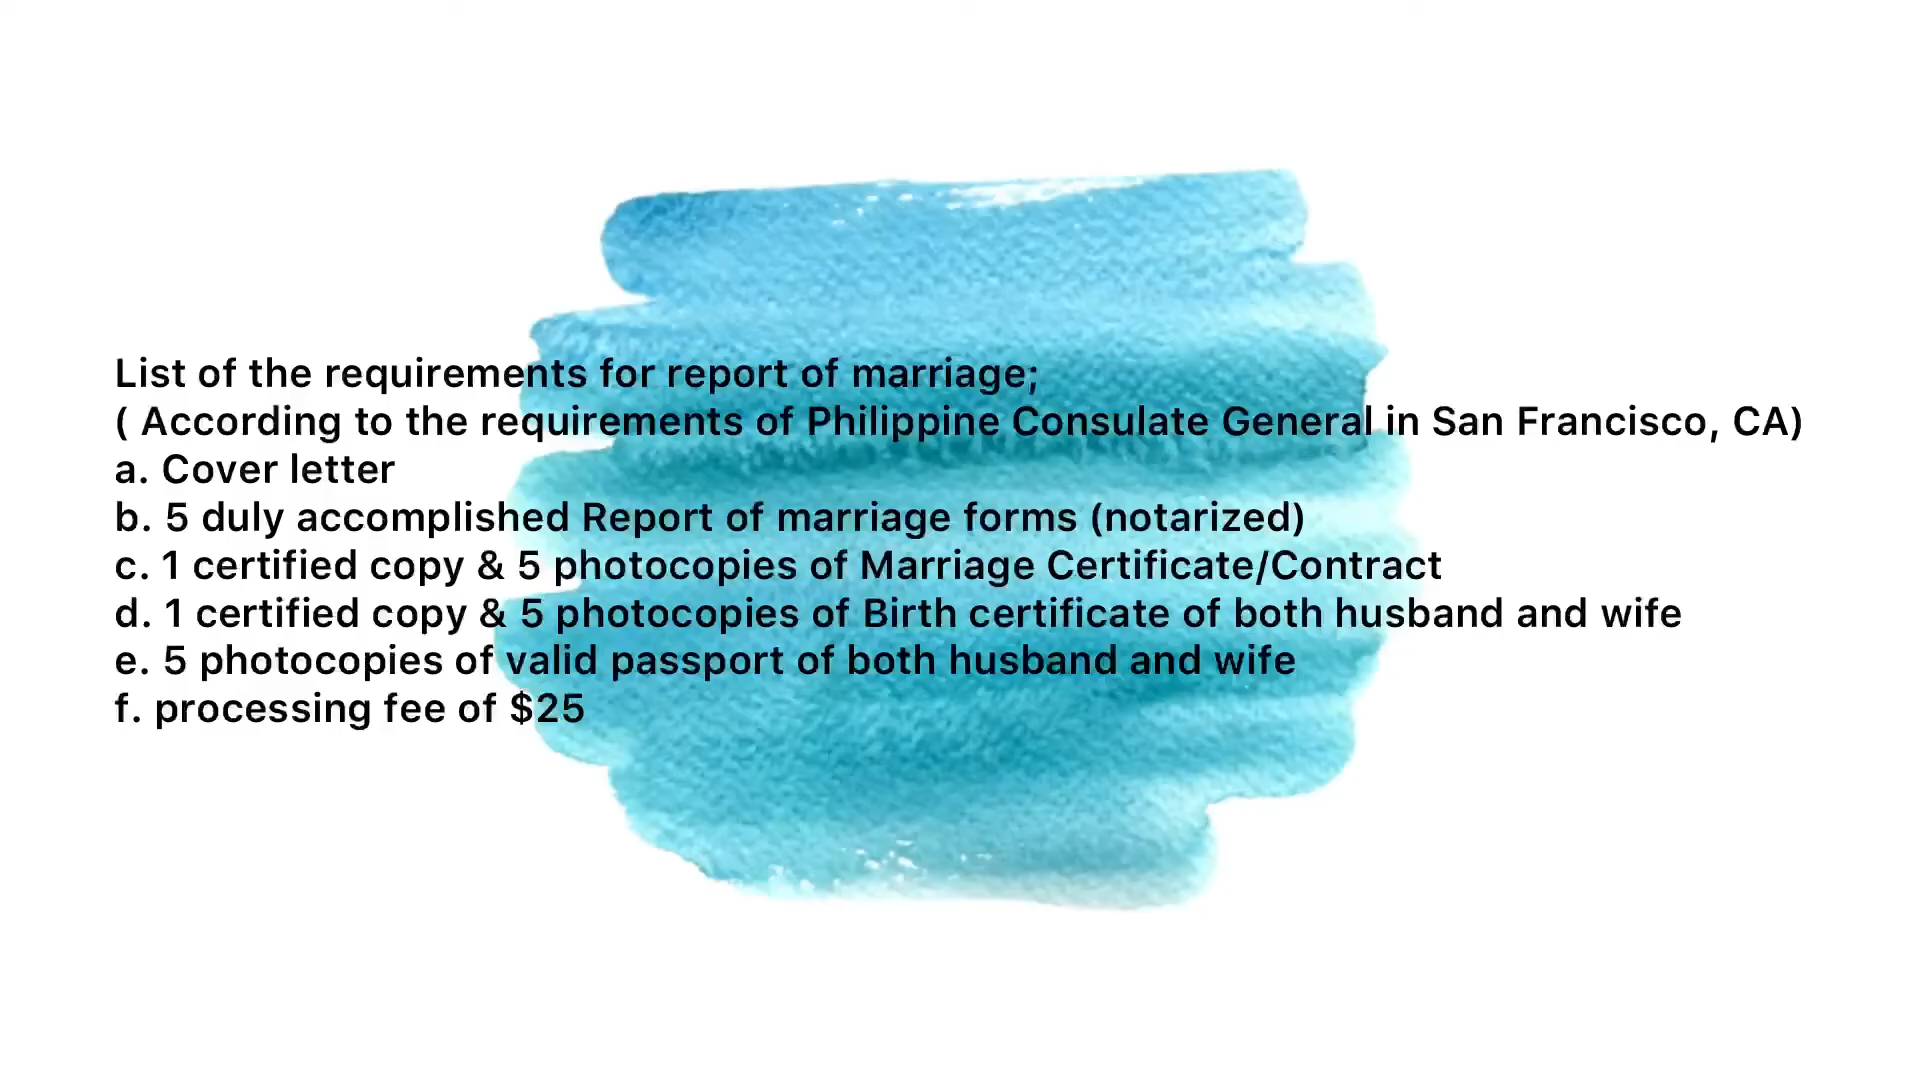 List of the requirements for report of marriage;
( According to the requirements of Philippine Consulate General in San Francisco, CA)
a. Cover letter
b. 5 duly accomplished Report of marriage forms (notarized)
c. 1 certified copy & 5 photocopies of Marriage Certificate/Contract
d. 1 certified copy & 5 photocopies of Birth certificate of both husband and wife
e. 5 photocopies of valid passport of both husband and wife
f. processing fee of $25